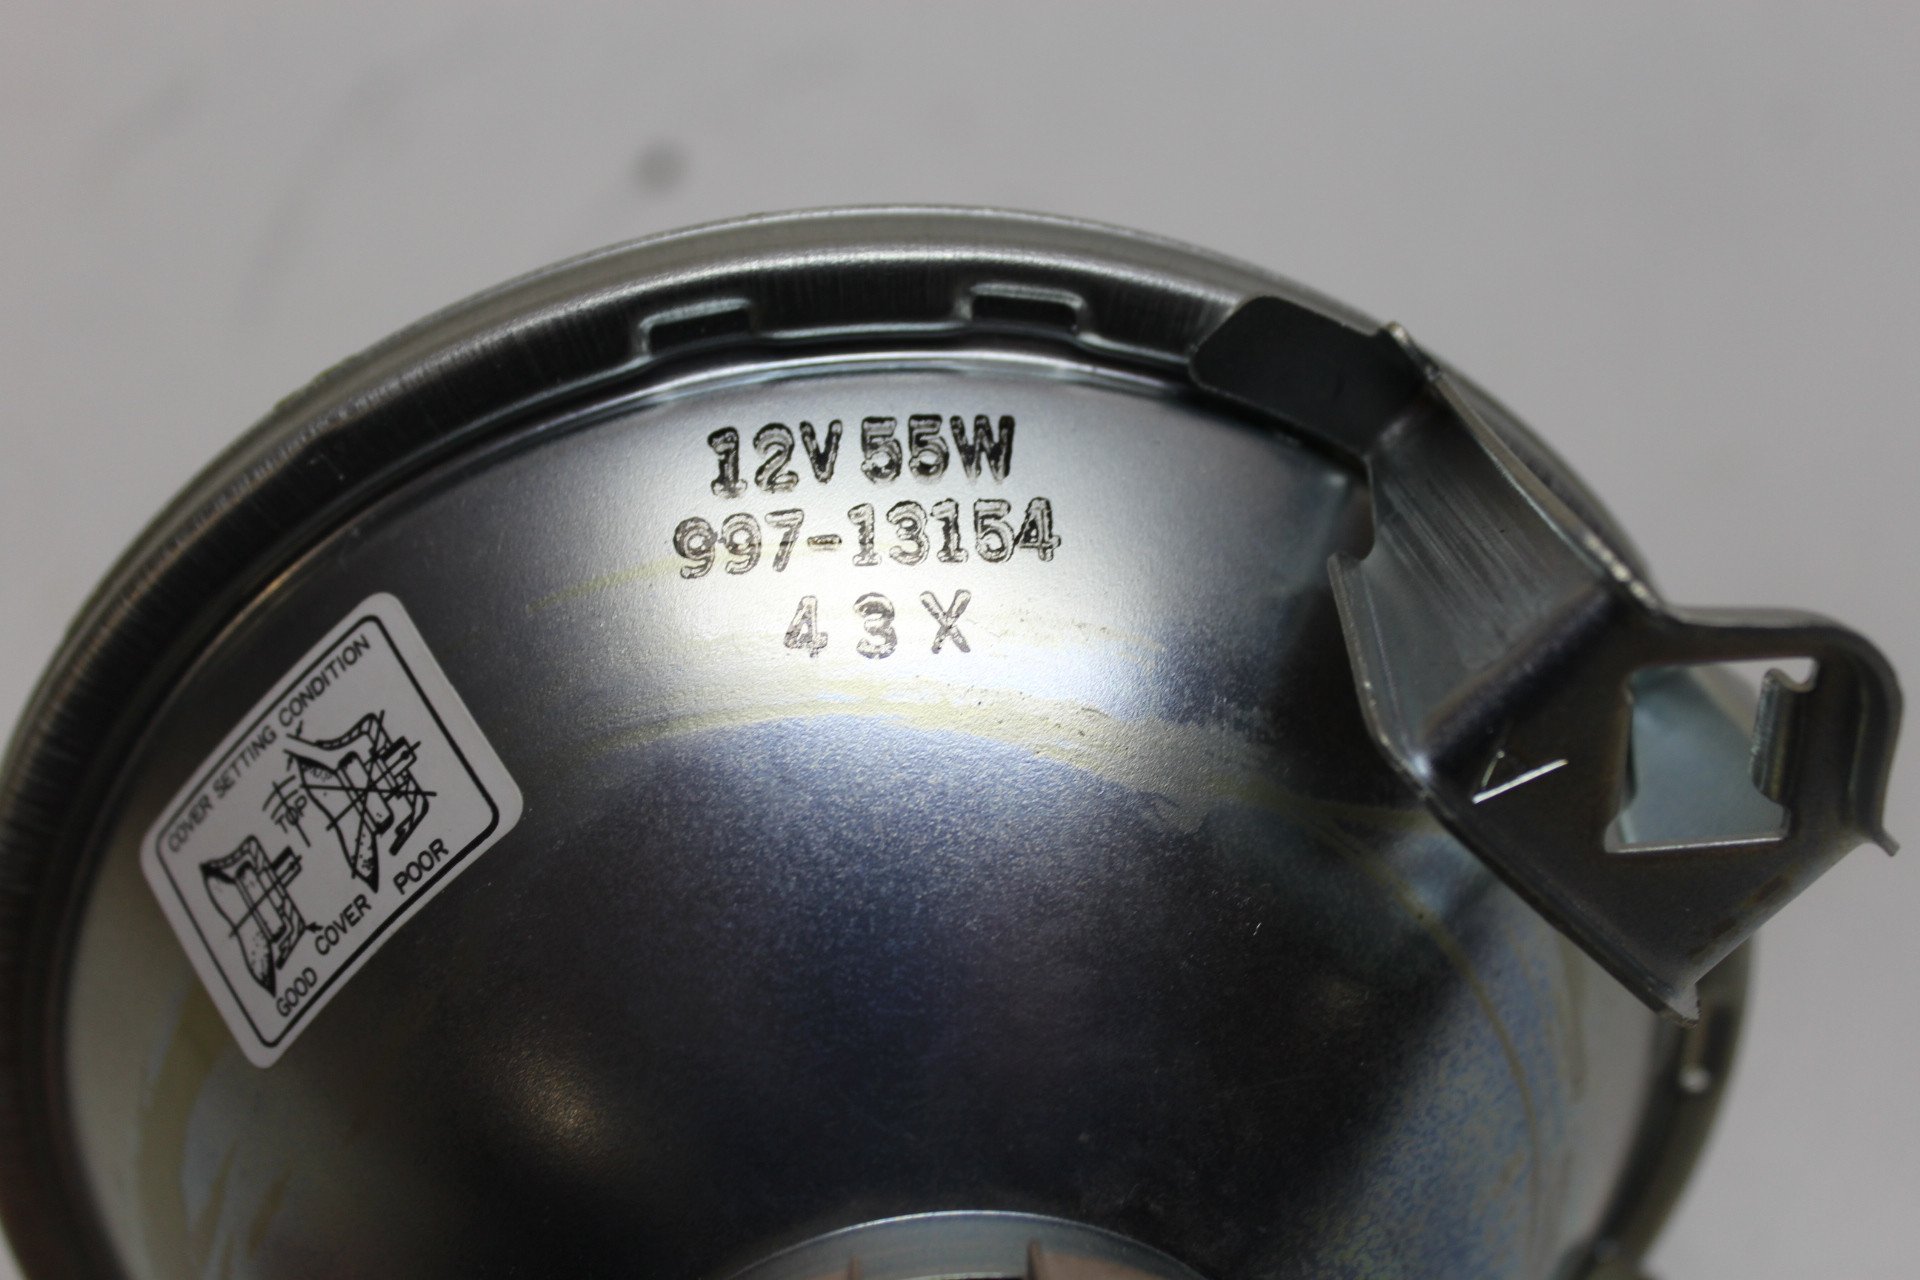 12V 55W
997-13154
4 3 X
COVER SETTING CONDITION
TOP
GOOD COVER POOR